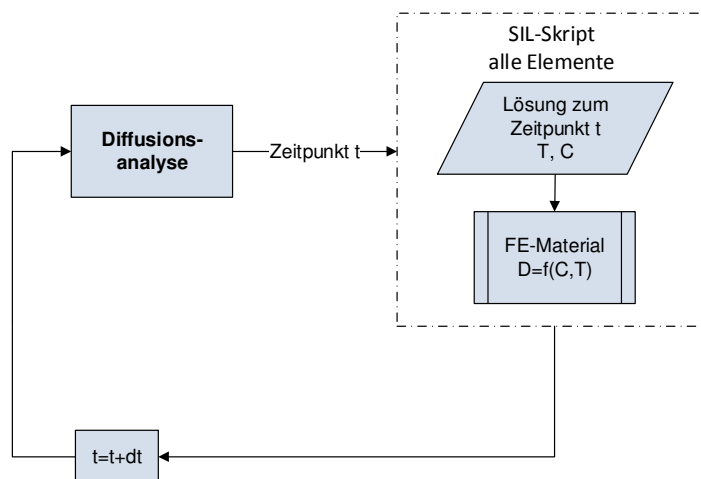 SIL-Skript
alle Elemente
Lösung zum
Zeitpunkt t
T, C
Diffusions-
analyse
Zeitpunkt t
FE-Material
D=f(C,T)
t=t+dt